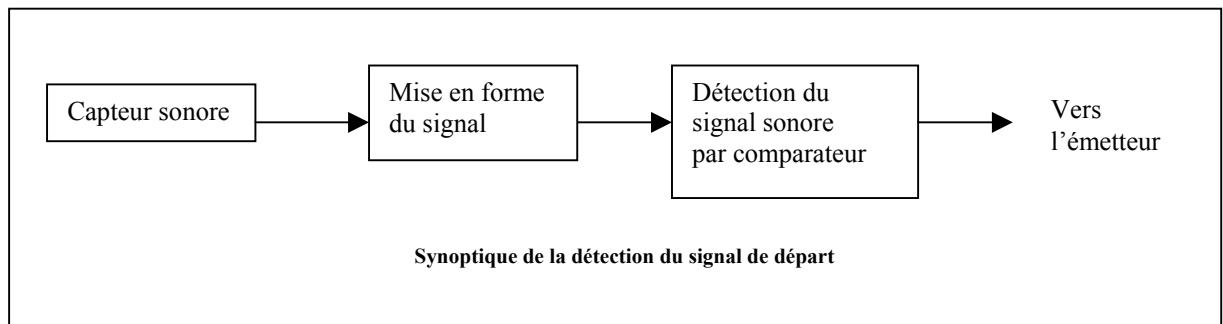 Capteur sonore
Mise en forme
du signal
Détection du
signal sonore
par comparateur
Vers
l’émetteur
Synoptique de la détection du signal de départ